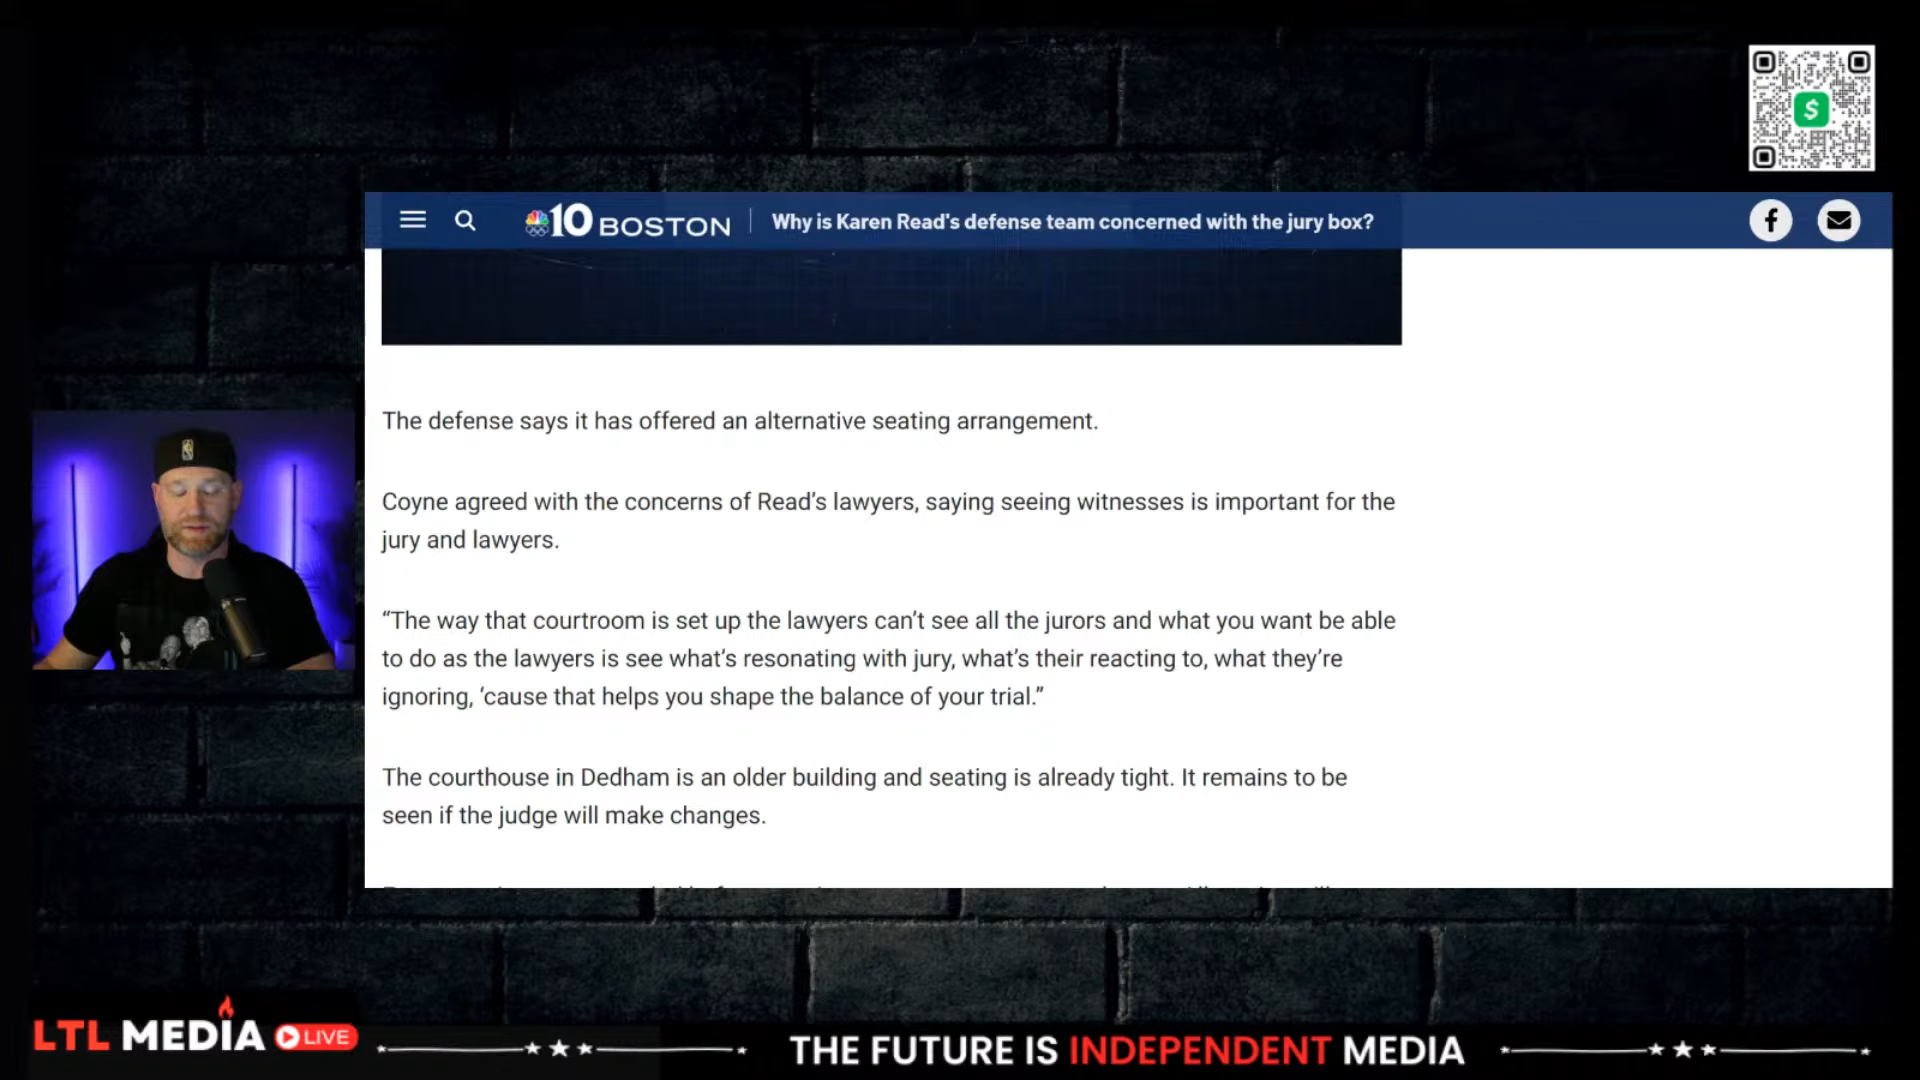 10 BOSTON
Why is Karen Read's defense team concerned with the jury box?
The defense says it has offered an alternative seating arrangement.
Coyne agreed with the concerns of Read’s lawyers, saying seeing witnesses is important for the
jury and lawyers.
“The way that courtroom is set up the lawyers can’t see all the jurors and what you want be able
to do as the lawyers is see what’s resonating with jury, what’s their reacting to, what they’re
ignoring, ‘cause that helps you shape the balance of your trial.”
The courthouse in Dedham is an older building and seating is already tight. It remains to be
seen if the judge will make changes.
LTL MEDIA LIVE
THE FUTURE IS INDEPENDENT MEDIA